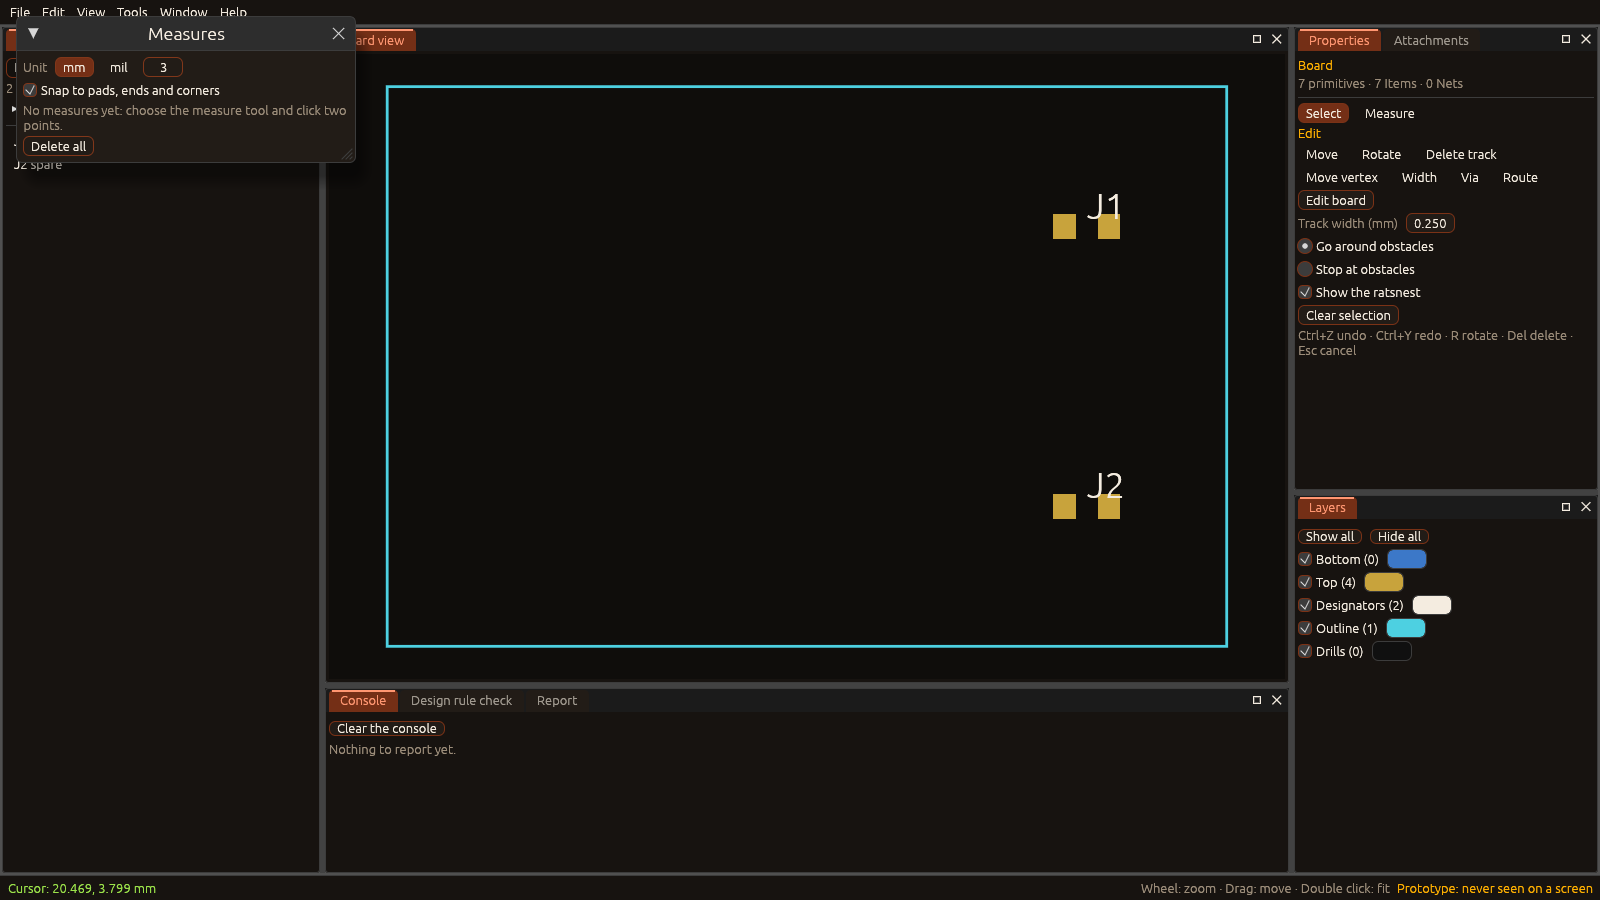 File Edit View Tools Window Help
Measures
Unit mm mil 3
Snap to pads, ends and corners
No measures yet: choose the measure tool and click two
points.
Delete all
2
J2 spare
ard view
J1
J2
Properties Attachments
Board
7 primitives · 7 Items · 0 Nets
Select Measure
Edit
Move Rotate Delete track
Move vertex Width Via Route
Edit board
Track width (mm) 0.250
Go around obstacles
Stop at obstacles
Show the ratsnest
Clear selection
Ctrl+Z undo · Ctrl+Y redo · R rotate · Del delete ·
Esc cancel
Layers
Show all Hide all
Bottom (0)
Top (4)
Designators (2)
Outline (1)
Drills (0)
Console Design rule check Report
Clear the console
Nothing to report yet.
Cursor: 20.469, 3.799 mm
Wheel: zoom · Drag: move · Double click: fit Prototype: never seen on a screen